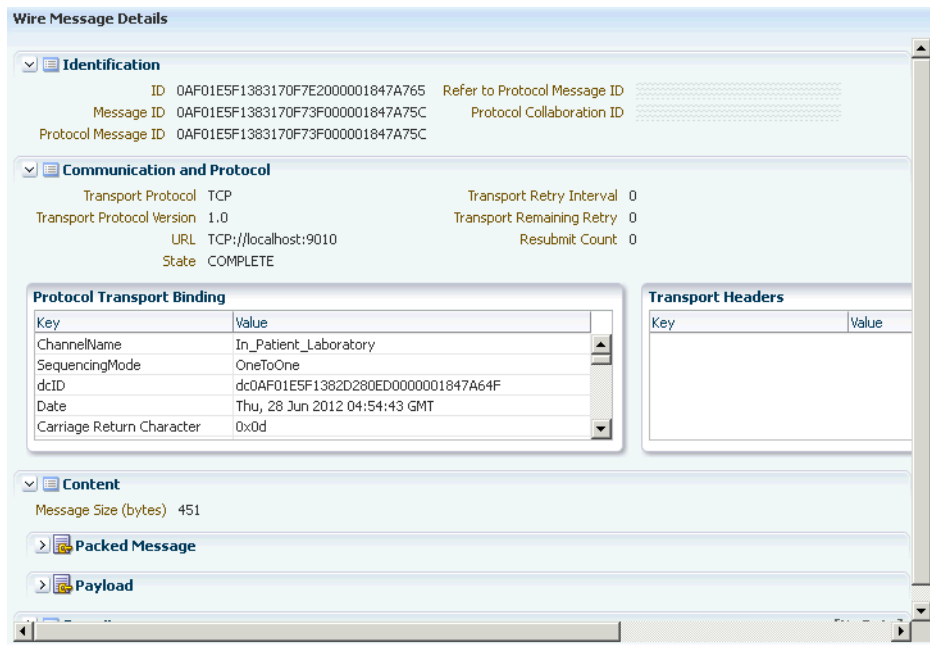 Wire Message Details
Identification
ID 0AF01E5F1383170F7E2000001847A765 Refer to Protocol Message ID
Message ID 0AF01E5F1383170F73F000001847A75C Protocol Collaboration ID
Protocol Message ID 0AF01E5F1383170F73F000001847A75C
Communication and Protocol
Transport Protocol TCP Transport Retry Interval 0
Transport Protocol Version 1.0 Transport Remaining Retry 0
URL TCP://localhost:9010 Resubmit Count 0
State COMPLETE
Protocol Transport Binding Transport Headers
Key Value Key Value
ChannelName In_Patient_Laboratory
SequencingMode OneToOne
dcID dc0AF01E5F1382D280ED0000001847A64F
Date Thu, 28 Jun 2012 04:54:43 GMT
Carriage Return Character 0x0d
Content
Message Size (bytes) 451
Packed Message
Payload